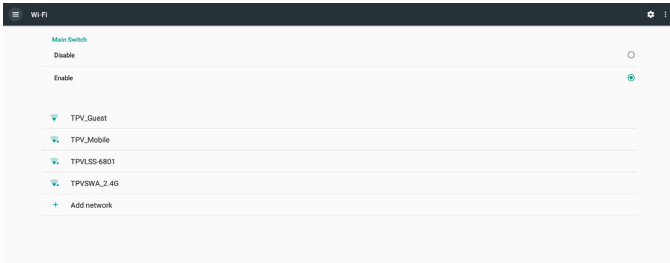 Wi-Fi
Main Switch
Disable
Enable
TPV_Guest
TPV_Mobile
TPVLSS-6801
TPVSWA_2.4G
Add network